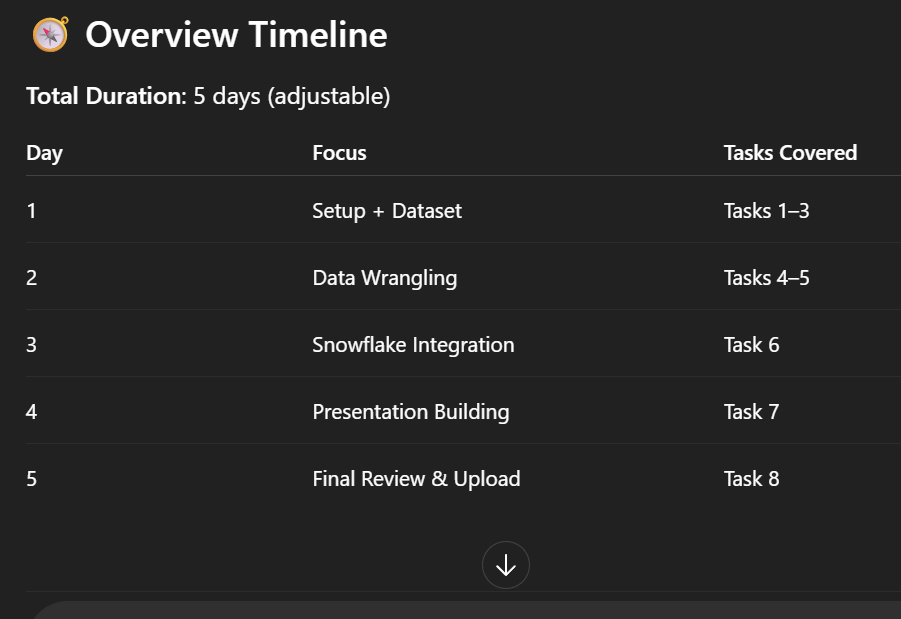 Overview Timeline
Total Duration: 5 days (adjustable)
Day Focus Tasks Covered
1 Setup + Dataset Tasks 1–3
2 Data Wrangling Tasks 4–5
3 Snowflake Integration Task 6
4 Presentation Building Task 7
5 Final Review & Upload Task 8